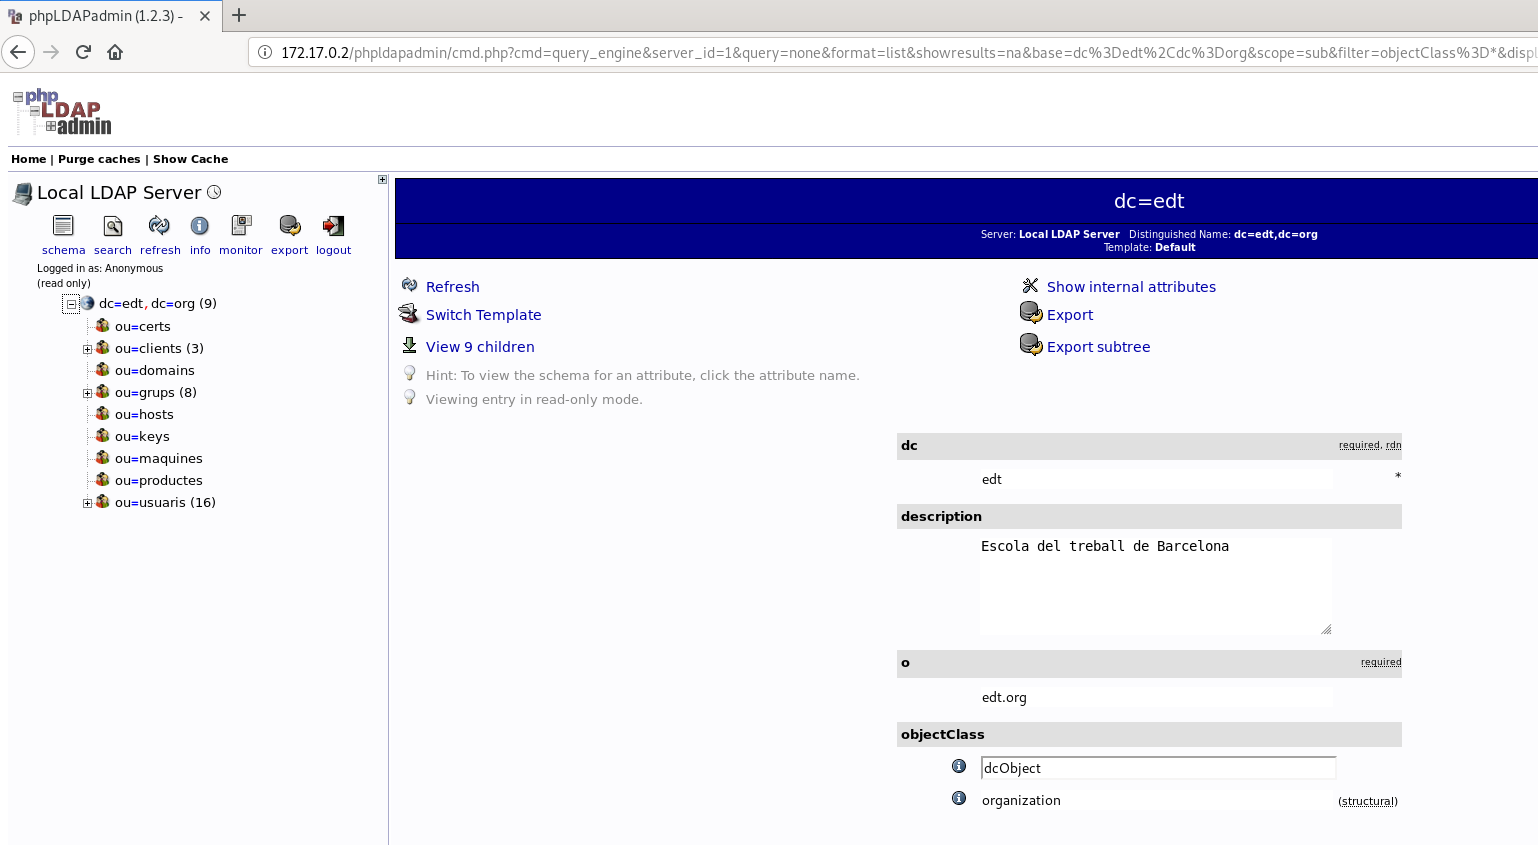 phpLDAPadmin (1.2.3) -
172.17.0.2/phpldapadmin/cmd.php?cmd=query_engine&server_id=1&query=none&format=list&showresults=na&base=dc%3Dedt%2Cdc%3Dorg&scope=sub&filter=objectClass%3D*&displ
php
LDAP
admin
Home | Purge caches | Show Cache
Local LDAP Server
schema search refresh info monitor export logout
Logged in as: Anonymous
(read only)
dc=edt,dc=org (9)
ou=certs
ou=clients (3)
ou=domains
ou=grups (8)
ou=hosts
ou=keys
ou=maquines
ou=productes
ou=usuaris (16)
dc=edt
Server: Local LDAP Server Distinguished Name: dc=edt,dc=org
Template: Default
Refresh
Show internal attributes
Switch Template
Export
View 9 children
Export subtree
Hint: To view the schema for an attribute, click the attribute name.
Viewing entry in read-only mode.
dc required, rdn
edt *
description
Escola del treball de Barcelona
o required
edt.org
objectClass
dcObject
organization (structural)